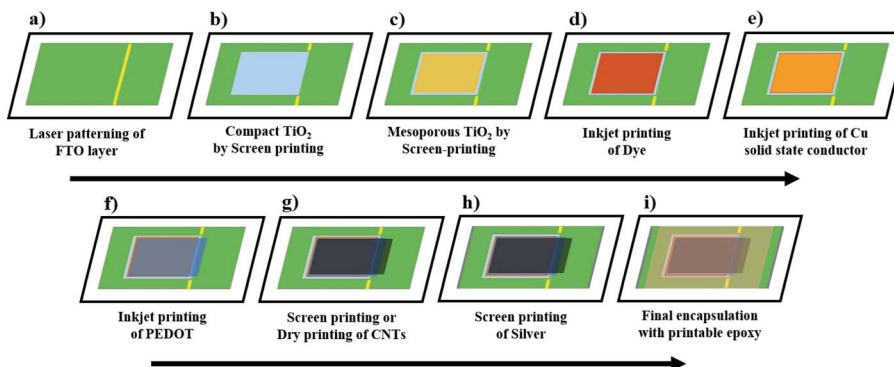 a)
b)
c)
d)
e)
Laser patterning of
FTO layer
Compact TiO₂
by Screen printing
Mesoporous TiO₂ by
Screen-printing
Inkjet printing
of Dye
Inkjet printing of Cu
solid state conductor
f)
g)
h)
i)
Inkjet printing
of PEDOT
Screen printing or
Dry printing of CNTs
Screen printing
of Silver
Final encapsulation
with printable epoxy